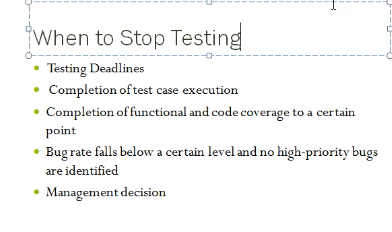 When to Stop Testing
Testing Deadlines
Completion of test case execution
Completion of functional and code coverage to a certain
point
Bug rate falls below a certain level and no high-priority bugs
are identified
Management decision